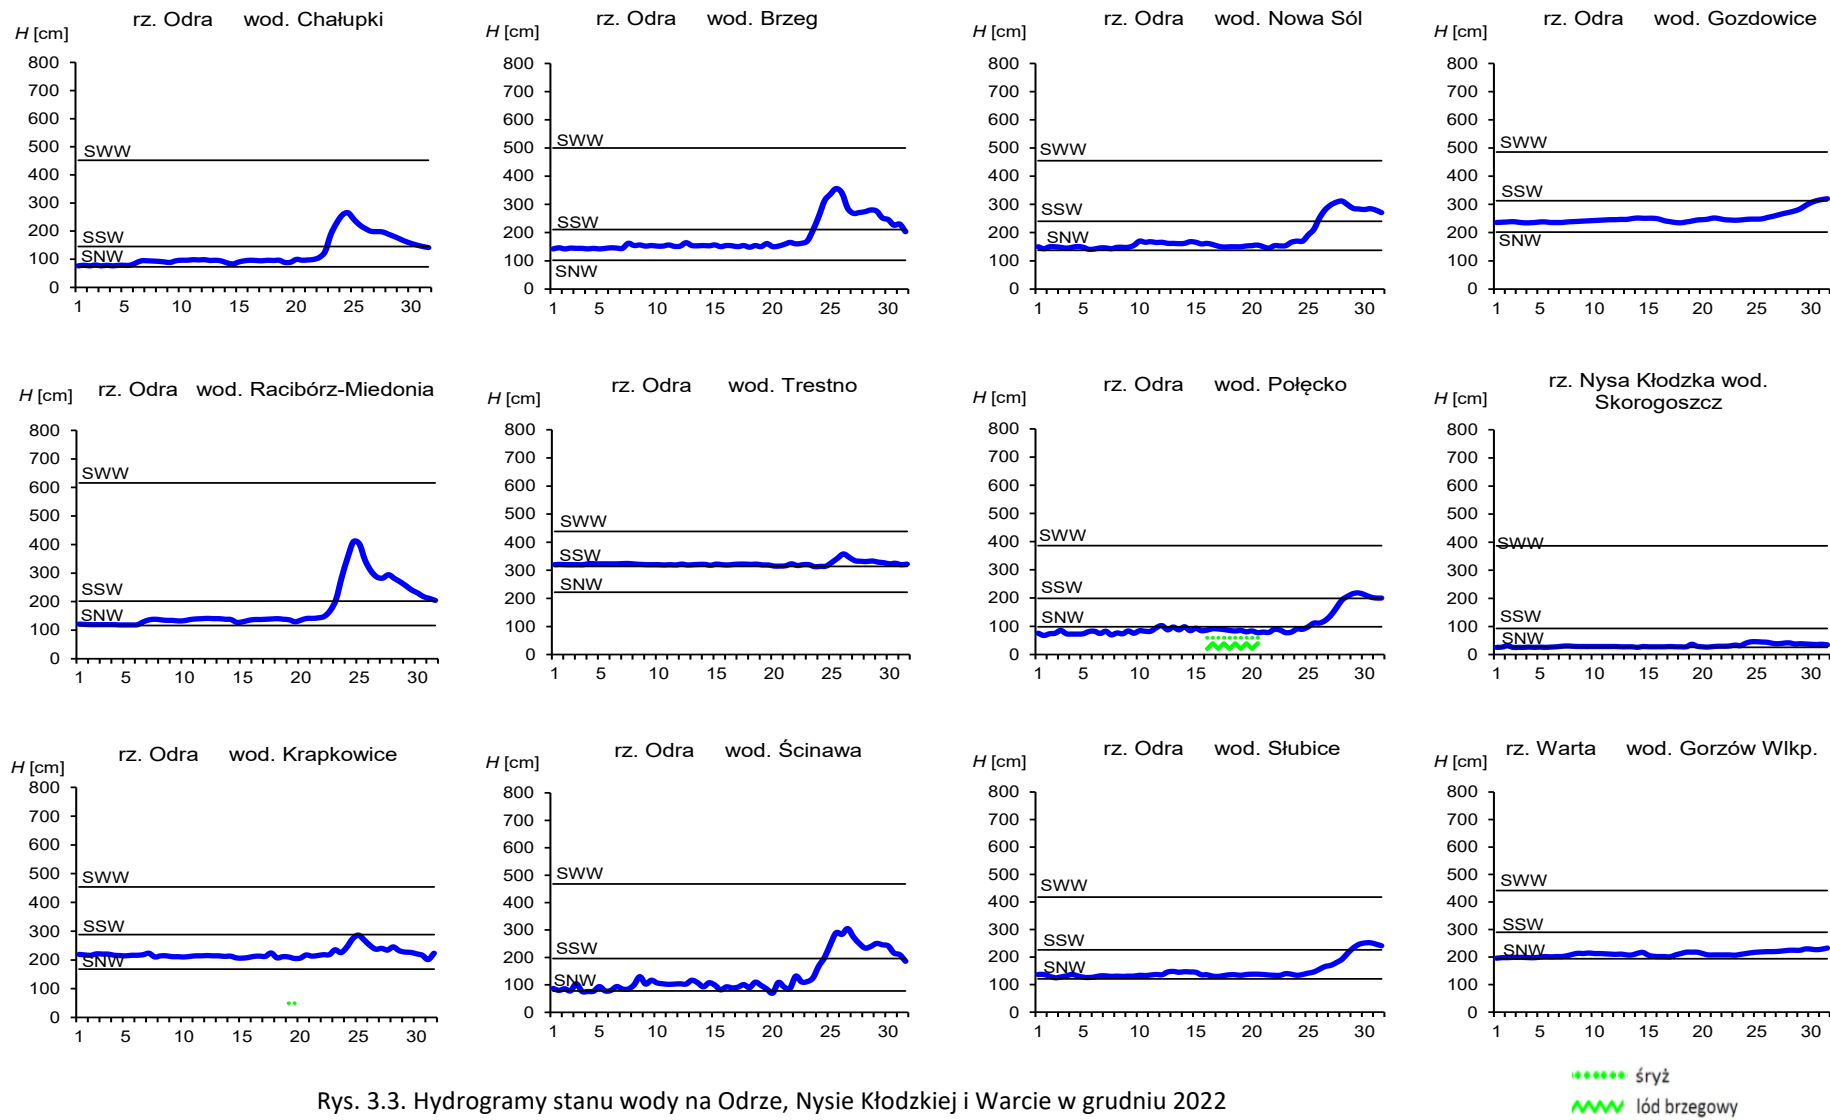 rz. Odra wod. Chałupki
H [cm]
800
700
600
500
400
300
200
100
0
SWW
SSW
SNW
1 5 10 15 20 25 30
rz. Odra wod. Brzeg
H [cm]
800
700
600
500
400
300
200
100
0
SWW
SSW
SNW
1 5 10 15 20 25 30
rz. Odra wod. Nowa Sól
H [cm]
800
700
600
500
400
300
200
100
0
SWW
SSW
SNW
1 5 10 15 20 25 30
rz. Odra wod. Gozdowice
H [cm]
800
700
600
500
400
300
200
100
0
SWW
SSW
SNW
1 5 10 15 20 25 30
rz. Odra wod. Racibórz-Miedonia
H [cm]
800
700
600
500
400
300
200
100
0
SWW
SSW
SNW
1 5 10 15 20 25 30
rz. Odra wod. Trestno
H [cm]
800
700
600
500
400
300
200
100
0
SWW
SSW
SNW
1 5 10 15 20 25 30
rz. Odra wod. Połęcko
H [cm]
800
700
600
500
400
300
200
100
0
SWW
SSW
SNW
1 5 10 15 20 25 30
rz. Nysa Kłodzka wod.
Skorogoszcz
H [cm]
800
700
600
500
400
300
200
100
0
SWW
SSW
SNW
1 5 10 15 20 25 30
rz. Odra wod. Krapkowice
H [cm]
800
700
600
500
400
300
200
100
0
SWW
SSW
SNW
1 5 10 15 20 25 30
rz. Odra wod. Ścinawa
H [cm]
800
700
600
500
400
300
200
100
0
SWW
SSW
SNW
1 5 10 15 20 25 30
rz. Odra wod. Słubice
H [cm]
800
700
600
500
400
300
200
100
0
SWW
SSW
SNW
1 5 10 15 20 25 30
rz. Warta wod. Gorzów Wlkp.
H [cm]
800
700
600
500
400
300
200
100
0
SWW
SSW
SNW
1 5 10 15 20 25 30
śryż
lód brzegowy
Rys. 3.3. Hydrogramy stanu wody na Odrze, Nysie Kłodzkiej i Warcie w grudniu 2022